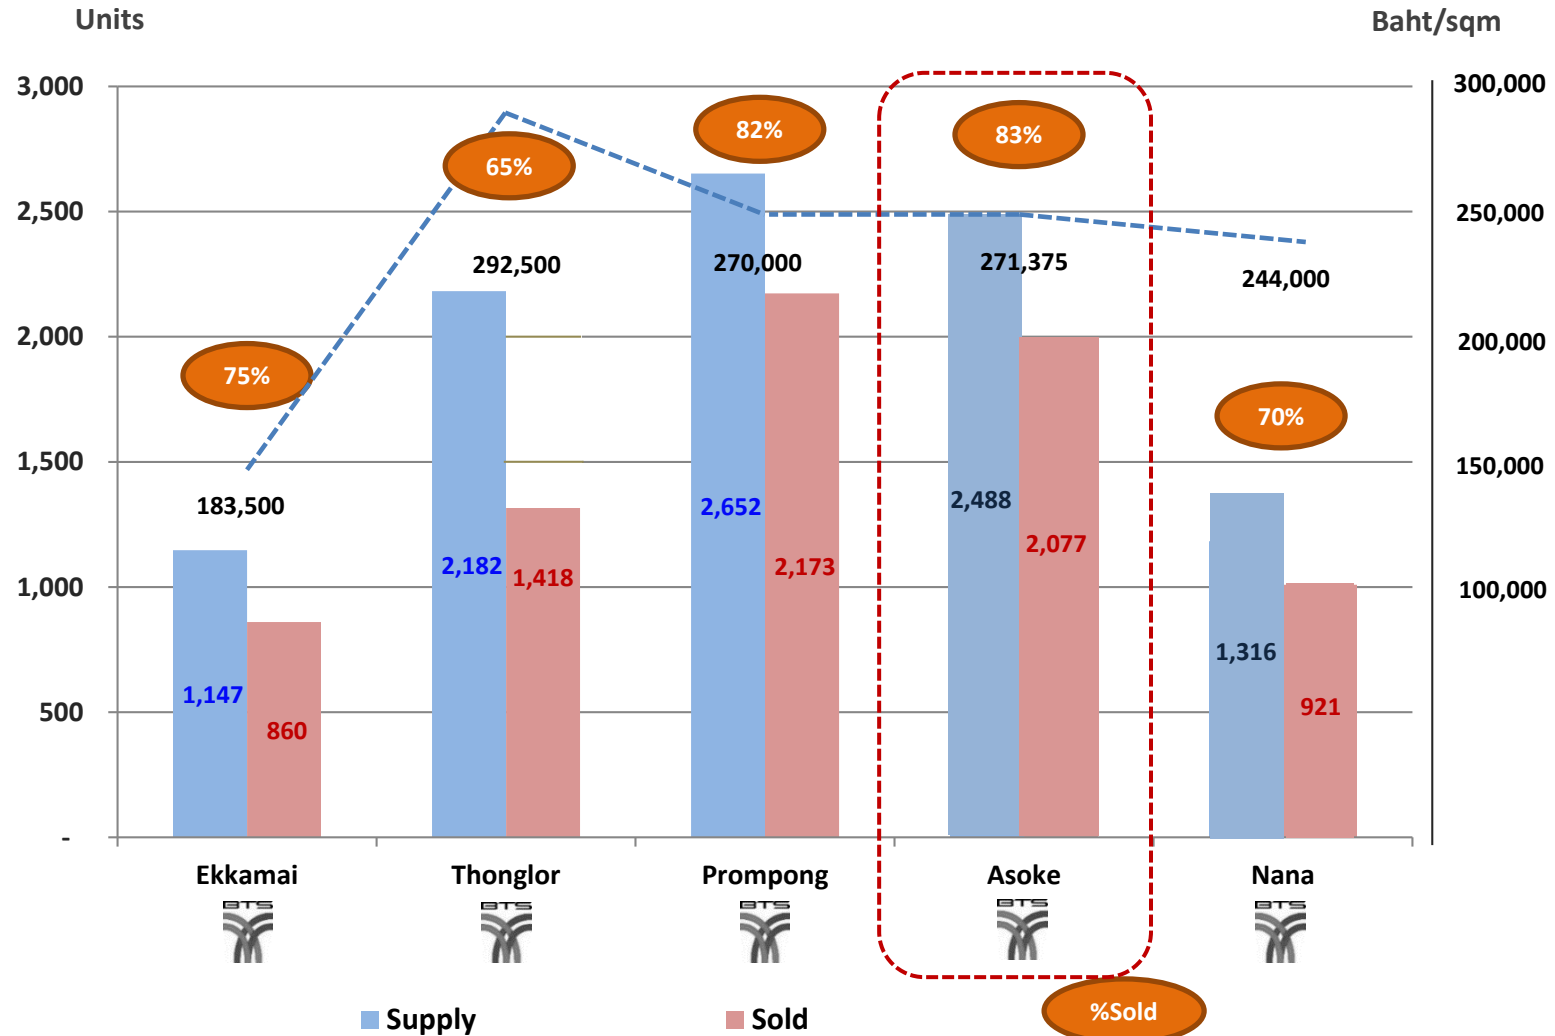 Units
Baht/sqm
3,000
300,000
82%
83%
65%
2,500
250,000
292,500
270,000
271,375
244,000
2,000
200,000
75%
70%
1,500
150,000
183,500
2,652
2,488
2,077
2,182
1,418
2,173
1,000
100,000
1,316
1,147
921
500
860
-
Ekkamai
Thonglor
Prompong
Asoke
Nana
BTS
BTS
BTS
BTS
BTS
Supply
Sold
%Sold